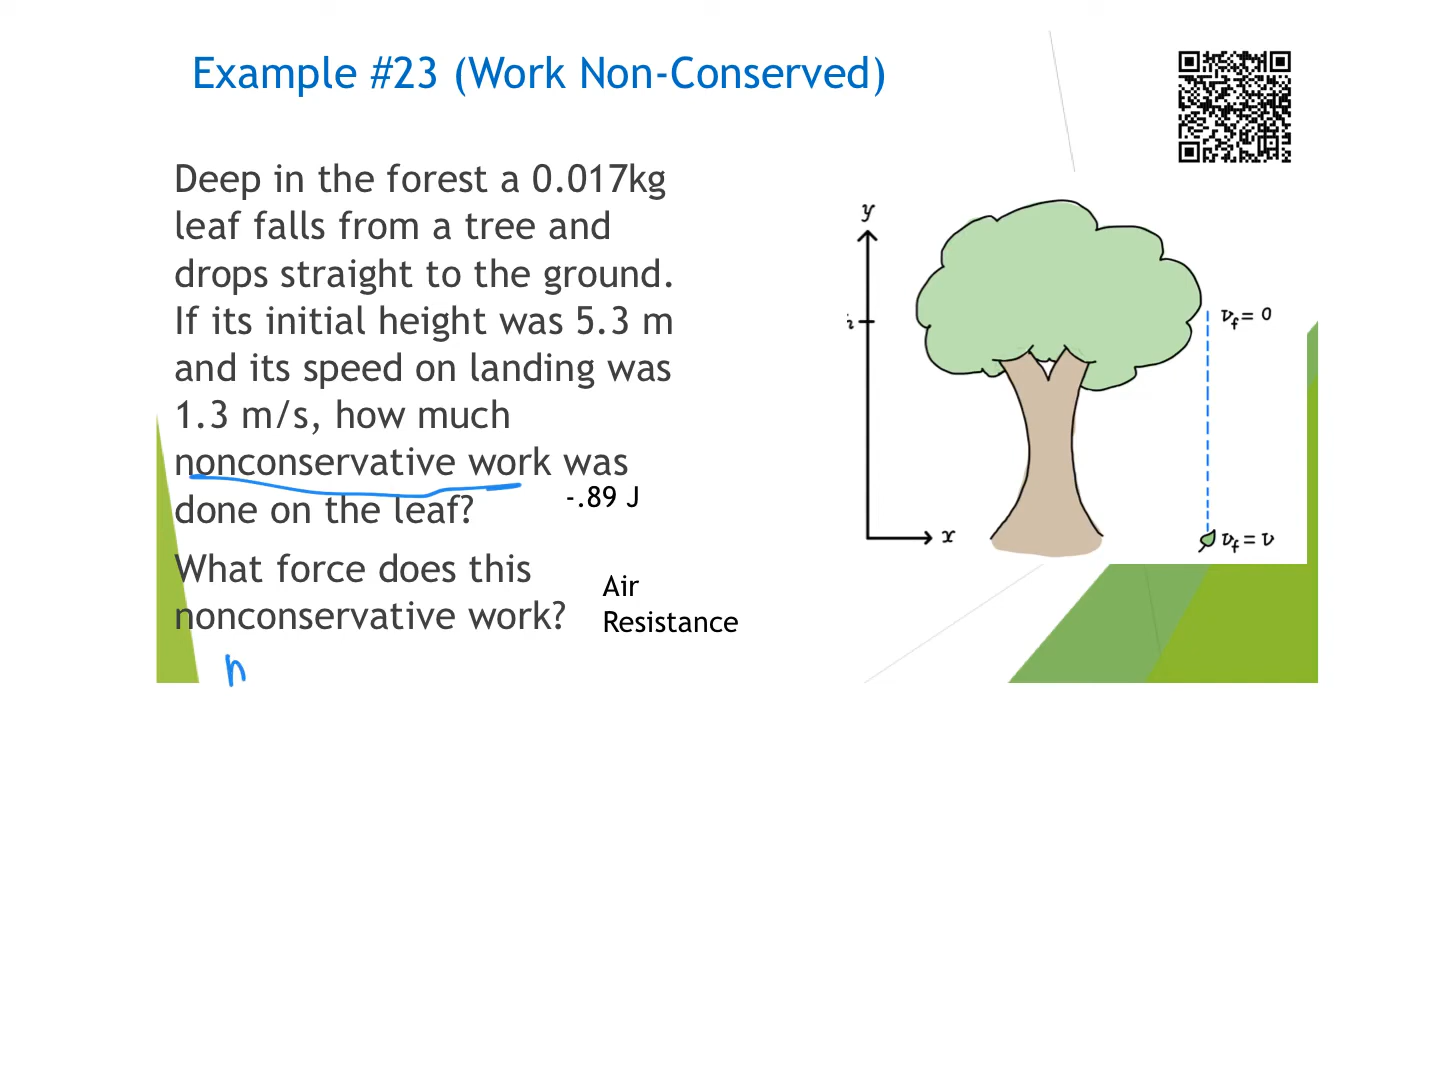 Example #23 (Work Non-Conserved)
Deep in the forest a 0.017kg
leaf falls from a tree and
drops straight to the ground.
If its initial height was 5.3 m
and its speed on landing was
1.3 m/s, how much
nonconservative work was
done on the leaf?
-.89 J
What force does this
nonconservative work?
Air
Resistance
h
y
v_f = 0
x
v_f = v